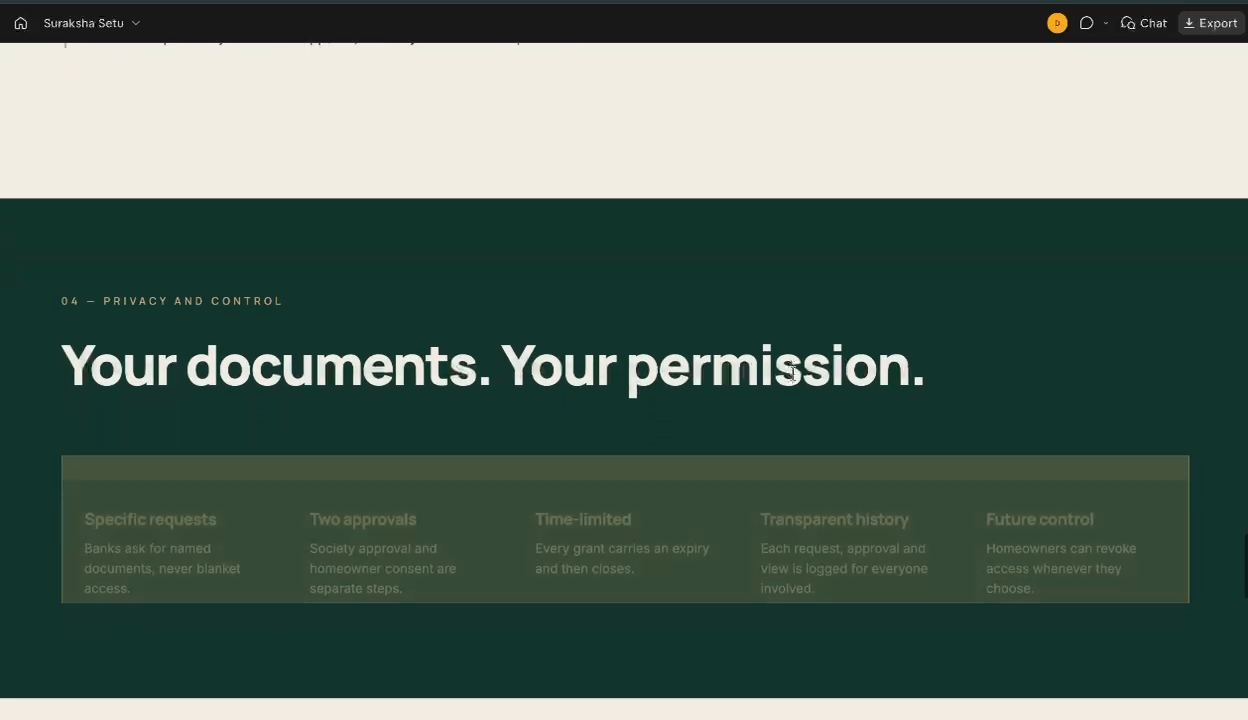 Suraksha Setu
D
Chat
Export
04 — PRIVACY AND CONTROL
Your documents. Your permission.
Specific requests
Banks ask for named
documents, never blanket
access.
Two approvals
Society approval and
homeowner consent are
separate steps.
Time-limited
Every grant carries an expiry
and then closes.
Transparent history
Each request, approval and
view is logged for everyone
involved.
Future control
Homeowners can revoke
access whenever they
choose.